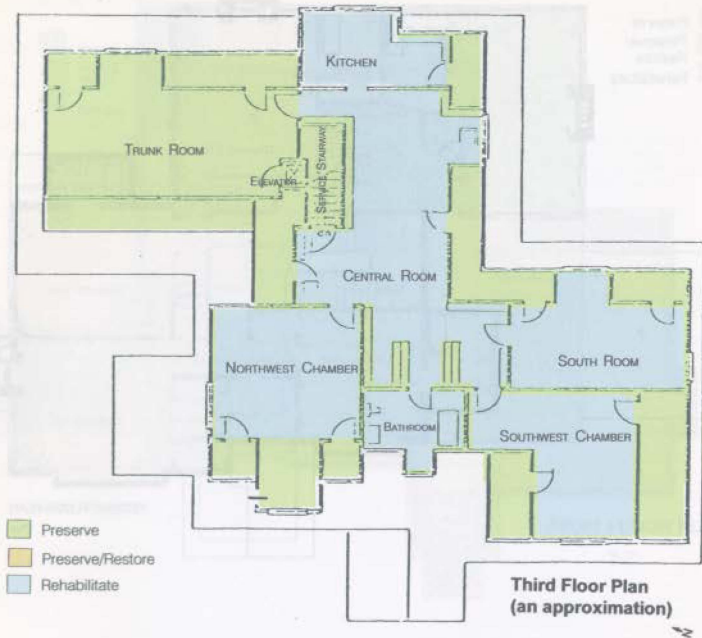 KITCHEN
TRUNK ROOM
ELEVATOR
SERVICE STAIRWAY
CENTRAL ROOM
NORTHWEST CHAMBER
SOUTH ROOM
BATHROOM
SOUTHWEST CHAMBER
Preserve
Preserve/Restore
Rehabilitate
Third Floor Plan
(an approximation)